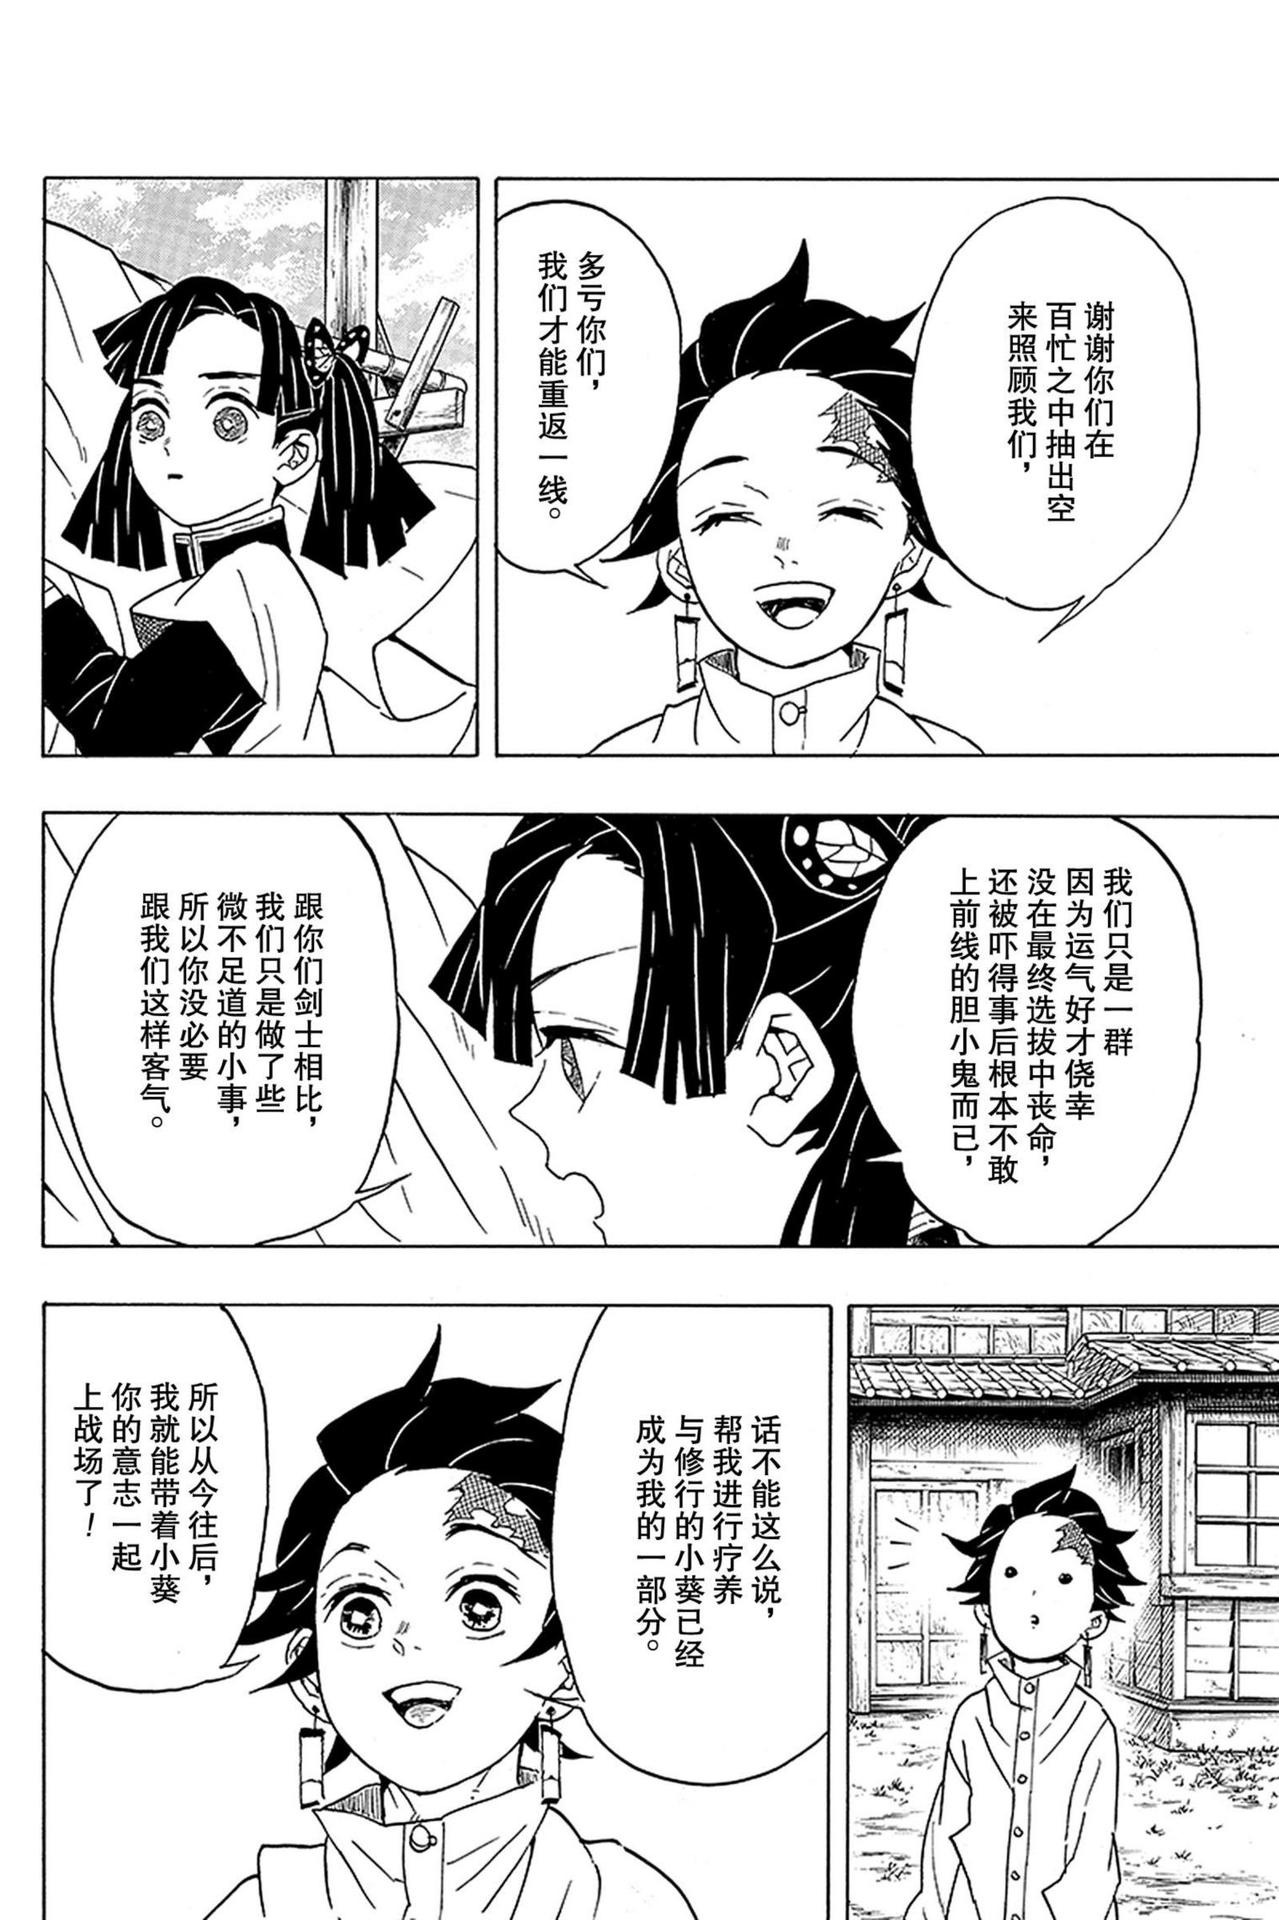 谢谢你们在
百忙之中抽出空
来照顾我们，
多亏你们，
我们才能重返一线。
我们只是一群
因为运气好才侥幸
没在最终选拔中丧命，
还被吓得事后根本不敢
上前线的胆小鬼而已，
跟你们剑士相比，
我们只是做了些
微不足道的小事，
所以你没必要
跟我们这样客气。
话不能这么说，
帮我进行疗养
与修行的小葵已经
成为我的一部分。
所以从今往后，
我就能带着小葵
你的意志一起
上战场了！